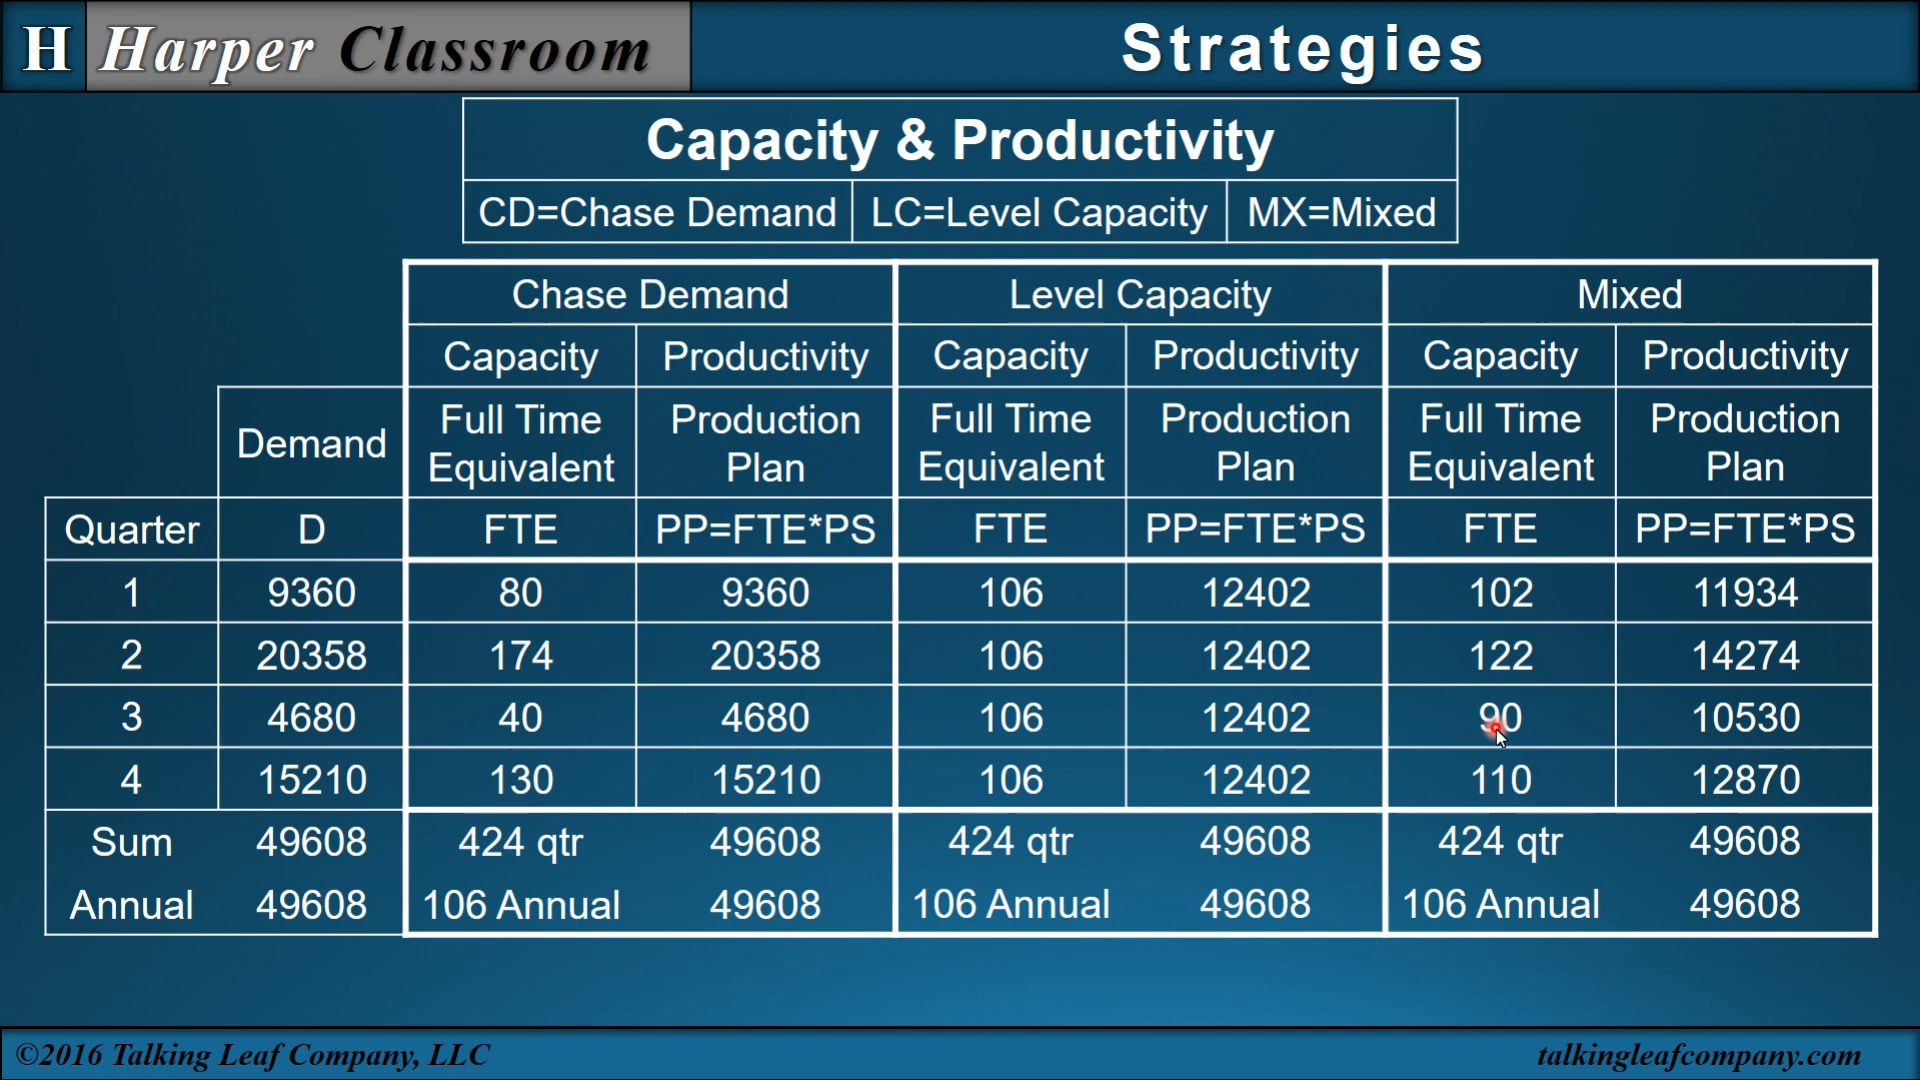 H Harper Classroom Strategies
Capacity & Productivity
CD=Chase Demand LC=Level Capacity MX=Mixed
Chase Demand Level Capacity Mixed
Capacity Productivity Capacity Productivity Capacity Productivity
Demand Full Time Equivalent Production Plan Full Time Equivalent Production Plan Full Time Equivalent Production Plan
Quarter D FTE PP=FTE*PS FTE PP=FTE*PS FTE PP=FTE*PS
1 9360 80 9360 106 12402 102 11934
2 20358 174 20358 106 12402 122 14274
3 4680 40 4680 106 12402 90 10530
4 15210 130 15210 106 12402 110 12870
Sum 49608 424 qtr 49608 424 qtr 49608 424 qtr 49608
Annual 49608 106 Annual 49608 106 Annual 49608 106 Annual 49608
©2016 Talking Leaf Company, LLC talkingleafcompany.com